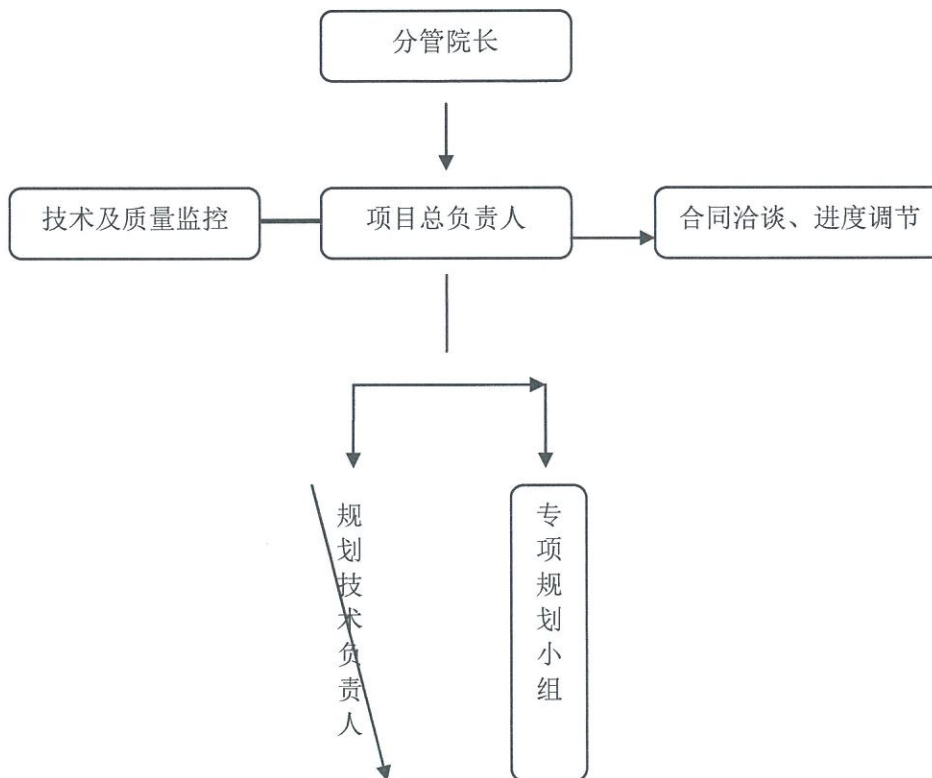 分管院长
技术及质量监控
项目总负责人
合同洽谈、进度调节
规划技术负责人
专项规划小组